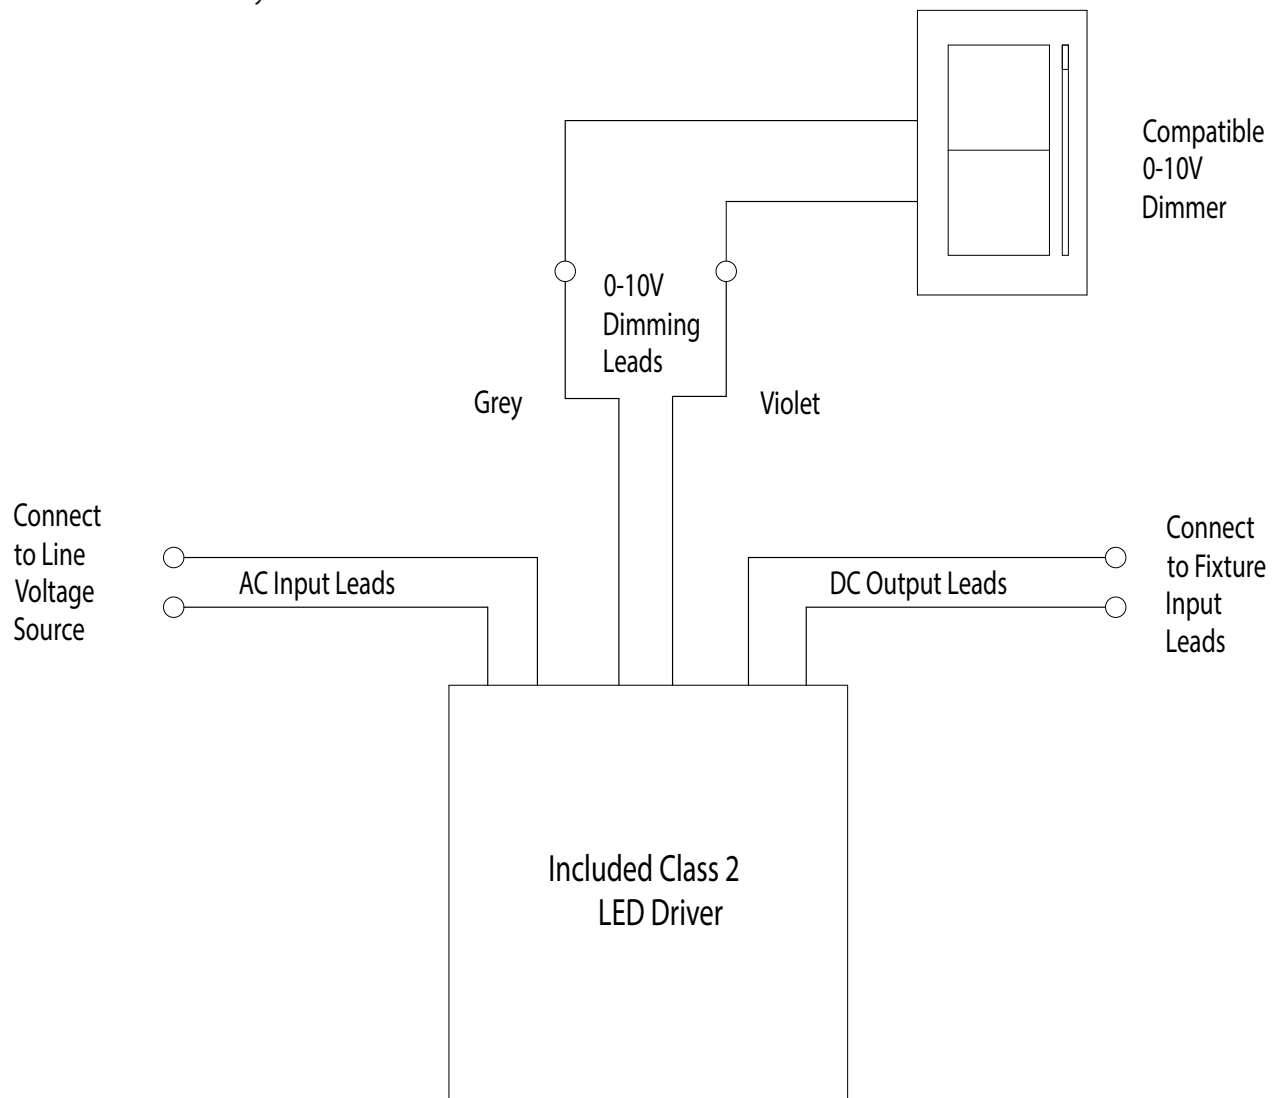 Compatible
0-10V
Dimmer
0-10V
Dimming
Leads
Grey
Violet
Connect
to Line
Voltage
Source
AC Input Leads
DC Output Leads
Connect
to Fixture
Input
Leads
Included Class 2
LED Driver